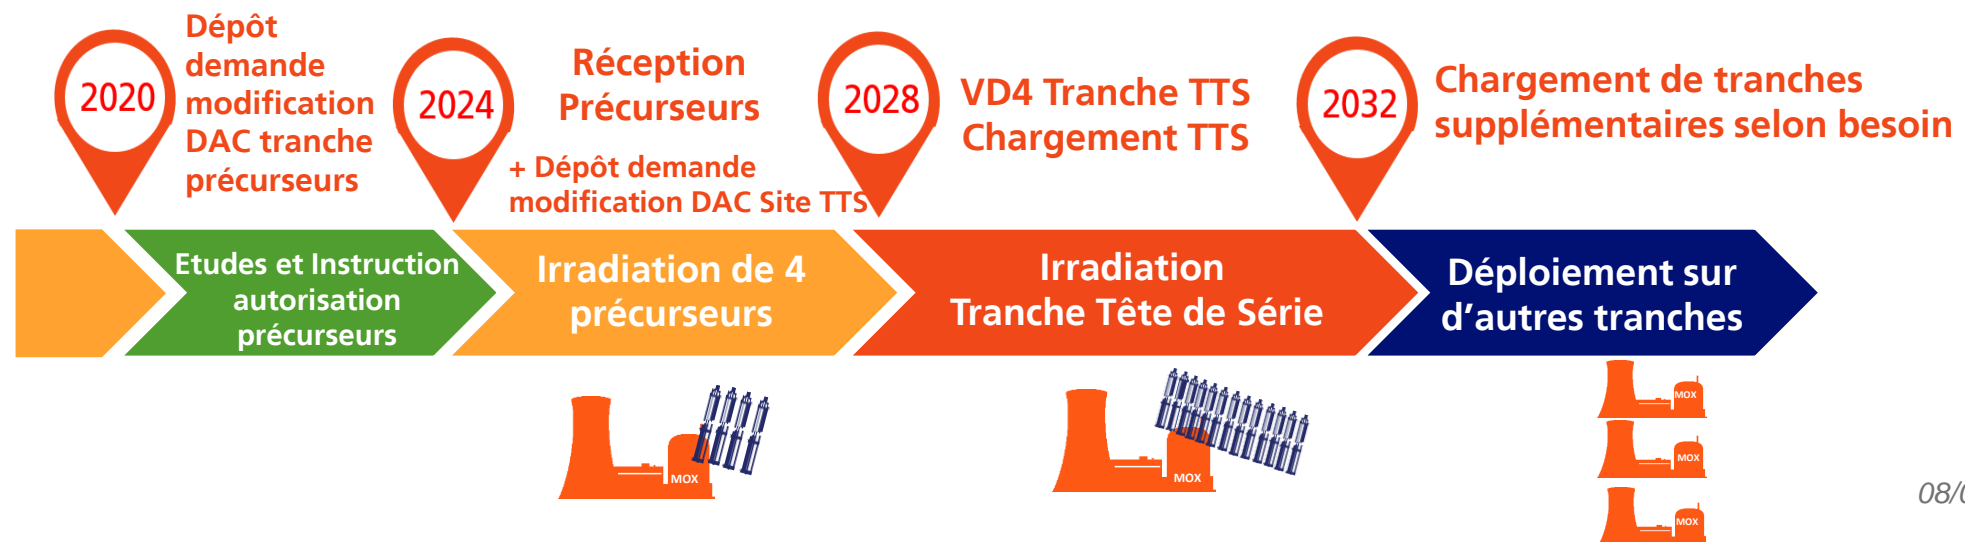 2020
Dépôt
demande
modification
DAC tranche
précurseurs
2024
Réception
Précurseurs
+ Dépôt demande
modification DAC Site TTS
2028
VD4 Tranche TTS
Chargement TTS
2032
Chargement de tranches
supplémentaires selon besoin
Etudes et Instruction
autorisation
précurseurs
Irradiation de 4
précurseurs
Irradiation
Tranche Tête de Série
Déploiement sur
d'autres tranches
MOX
MOX
MOX
MOX
MOX